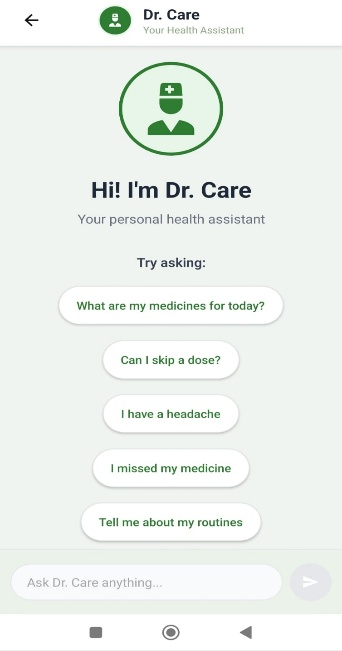 Dr. Care
Your Health Assistant
Hi! I'm Dr. Care
Your personal health assistant
Try asking:
What are my medicines for today?
Can I skip a dose?
I have a headache
I missed my medicine
Tell me about my routines
Ask Dr. Care anything...